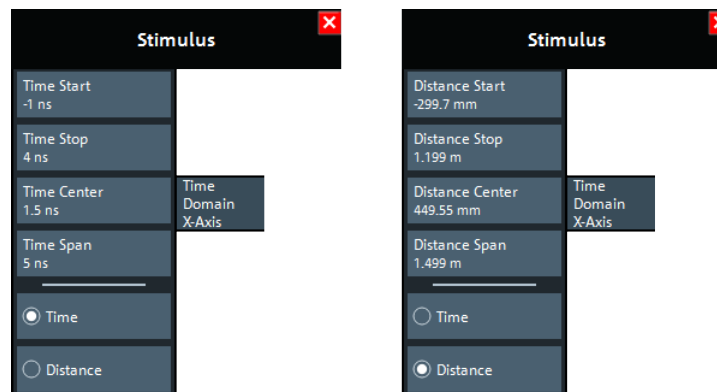 Stimulus
Time Start
-1 ns
Time Stop
4 ns
Time Center
1.5 ns
Time Span
5 ns
Time
Distance
Time
Domain
X-Axis
Stimulus
Distance Start
-299.7 mm
Distance Stop
1.199 m
Distance Center
449.55 mm
Distance Span
1.499 m
Time
Distance
Time
Domain
X-Axis